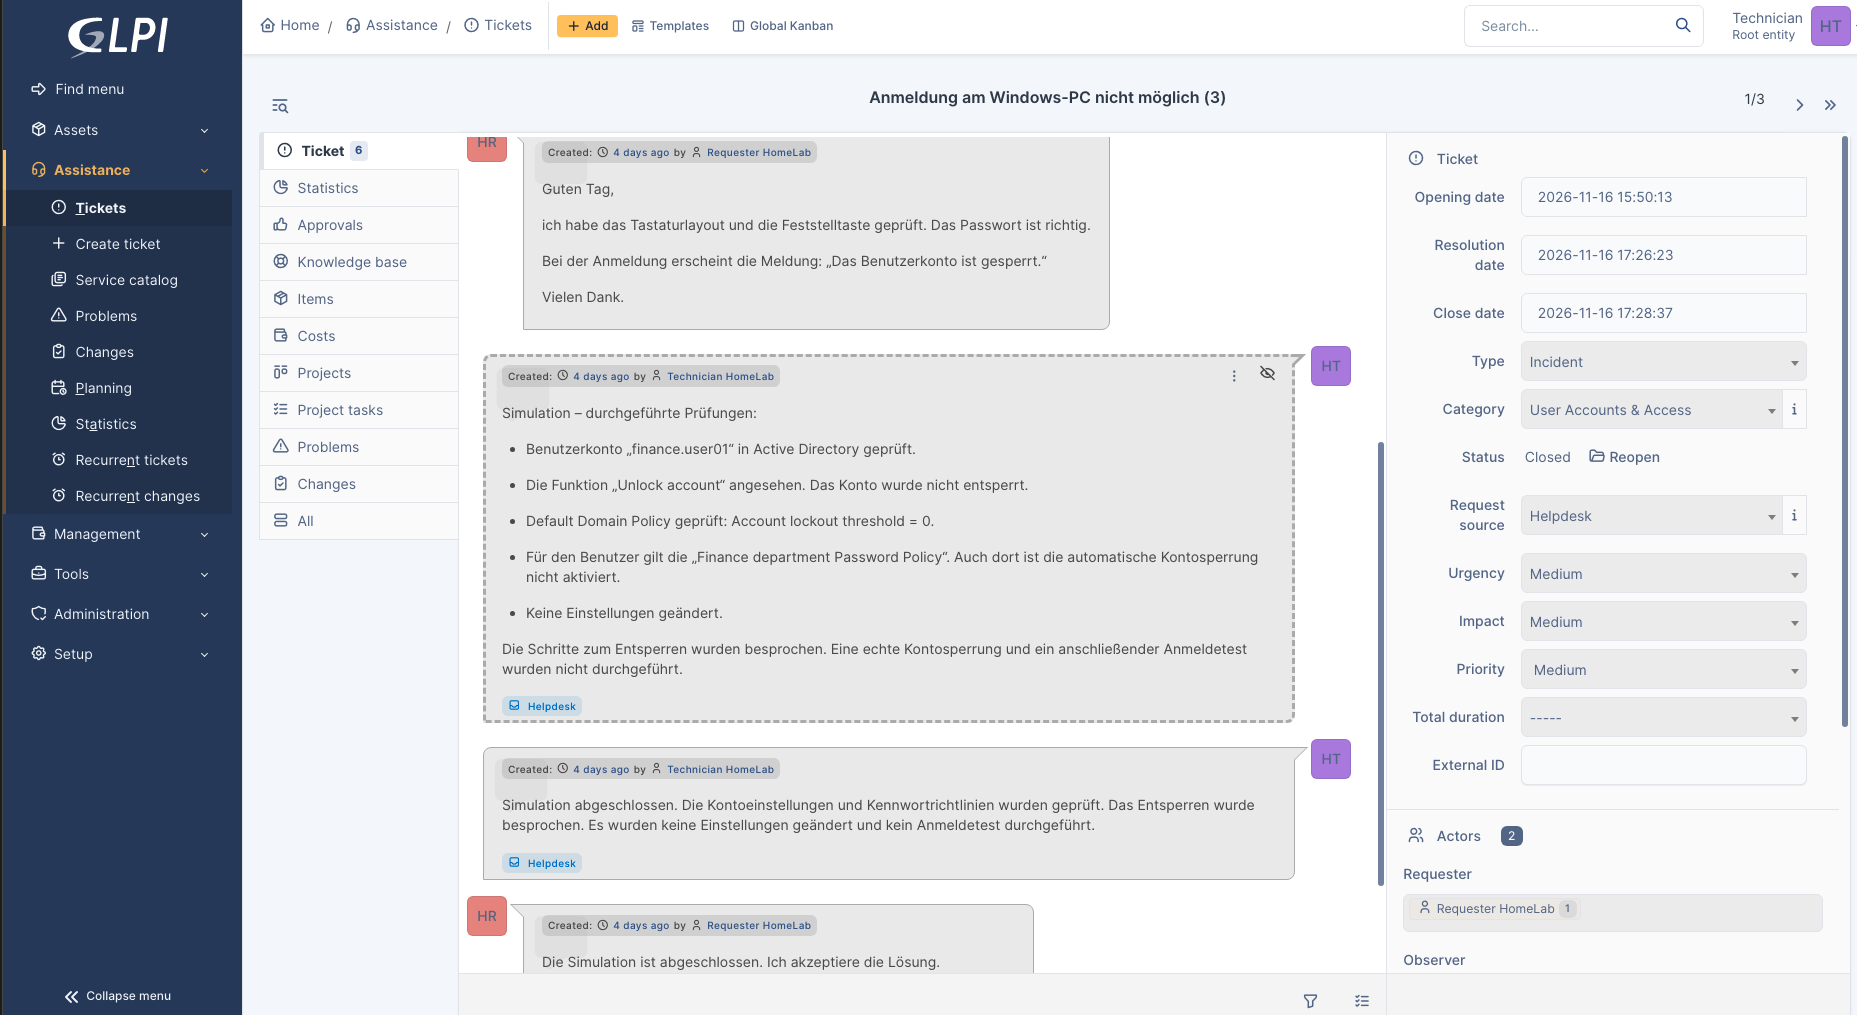 GLPI
Find menu
Assets
Assistance
Tickets
Create ticket
Service catalog
Problems
Changes
Planning
Statistics
Recurrent tickets
Recurrent changes
Management
Tools
Administration
Setup
Collapse menu
Home / Assistance / Tickets
Add
Templates
Global Kanban
Search...
Technician
Root entity
HT
Anmeldung am Windows-PC nicht möglich (3)
1/3
Ticket 6
Statistics
Approvals
Knowledge base
Items
Costs
Projects
Project tasks
Problems
Changes
All
HR
Created: 4 days ago by Requester HomeLab
Guten Tag,
ich habe das Tastaturlayout und die Feststelltaste geprüft. Das Passwort ist richtig.
Bei der Anmeldung erscheint die Meldung: „Das Benutzerkonto ist gesperrt.“
Vielen Dank.
HT
Created: 4 days ago by Technician HomeLab
Simulation – durchgeführte Prüfungen:
• Benutzerkonto „finance.user01“ in Active Directory geprüft.
• Die Funktion „Unlock account“ angesehen. Das Konto wurde nicht entsperrt.
• Default Domain Policy geprüft: Account lockout threshold = 0.
• Für den Benutzer gilt die „Finance department Password Policy“. Auch dort ist die automatische Kontosperrung
nicht aktiviert.
• Keine Einstellungen geändert.
Die Schritte zum Entsperren wurden besprochen. Eine echte Kontosperrung und ein anschließender Anmeldetest
wurden nicht durchgeführt.
Helpdesk
HT
Created: 4 days ago by Technician HomeLab
Simulation abgeschlossen. Die Kontoeinstellungen und Kennwortrichtlinien wurden geprüft. Das Entsperren wurde
besprochen. Es wurden keine Einstellungen geändert und kein Anmeldetest durchgeführt.
Helpdesk
HR
Created: 4 days ago by Requester HomeLab
Die Simulation ist abgeschlossen. Ich akzeptiere die Lösung.
Ticket
Opening date 2026-11-16 15:50:13
Resolution
date
2026-11-16 17:26:23
Close date 2026-11-16 17:28:37
Type Incident
Category User Accounts & Access i
Status Closed Reopen
Request
source
Helpdesk i
Urgency Medium
Impact Medium
Priority Medium
Total duration -----
External ID
Actors 2
Requester
Requester HomeLab 1
Observer